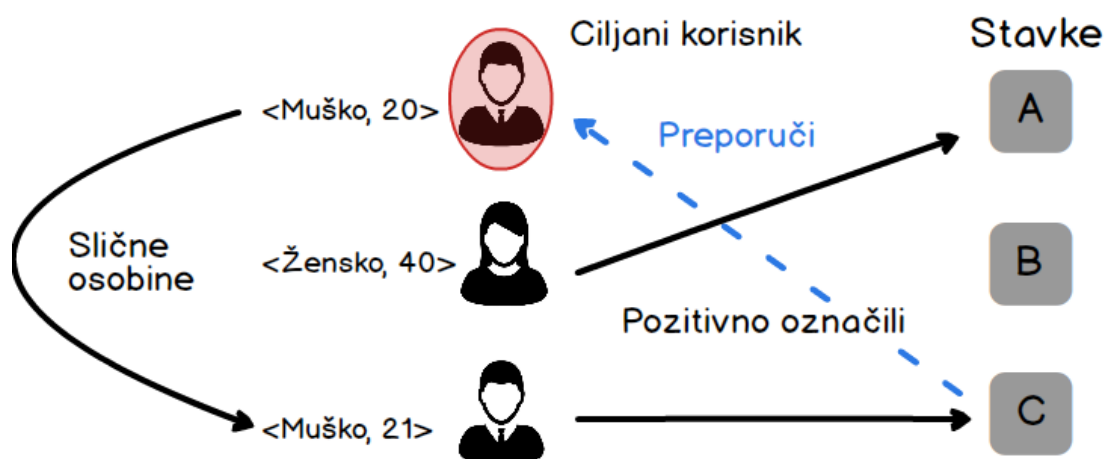 Ciljani korisnik
Stavke
<Muško, 20>
A
Preporuči
Slične
osobine
<Žensko, 40>
B
Pozitivno označili
<Muško, 21>
C